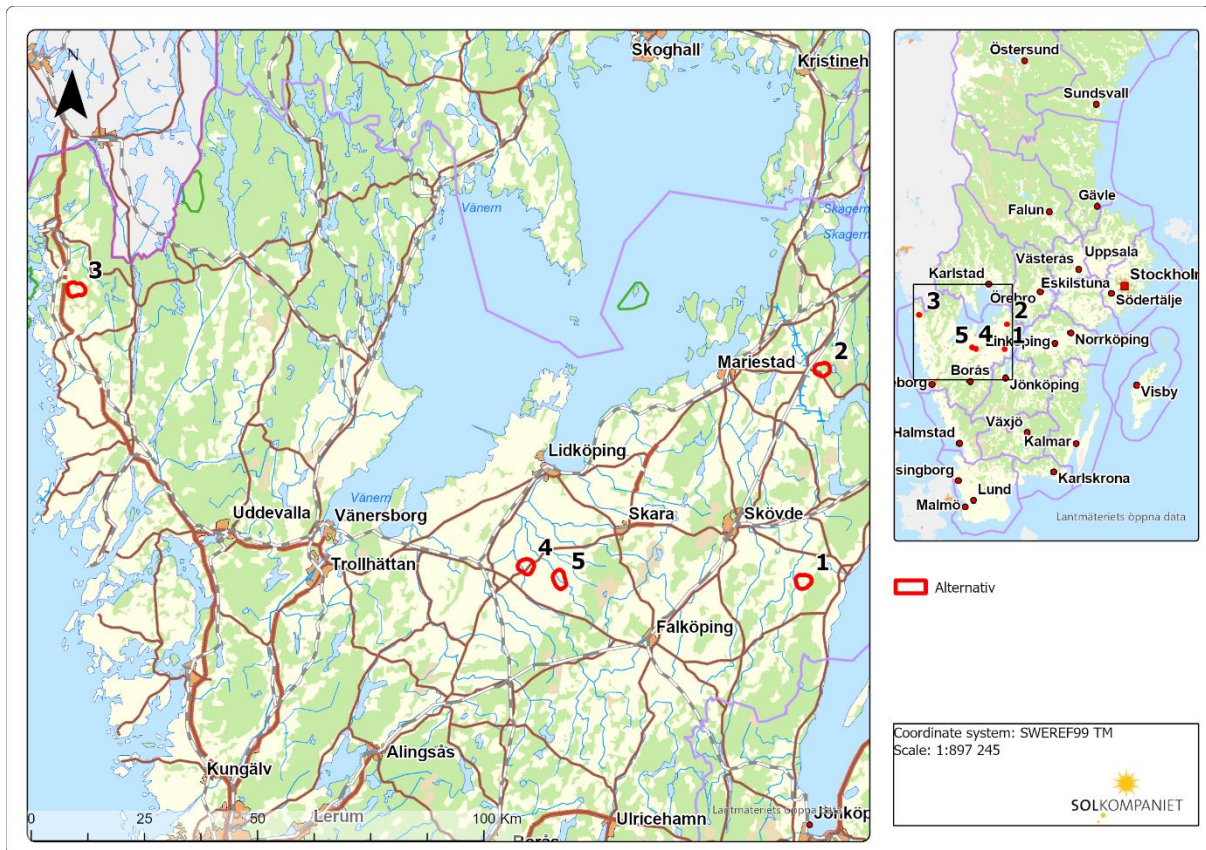 N
Skoghall
Kristineh
Vänern
Skagern
Skagern
3
Mariestad
2
Lidköping
Vänern
Uddevalla
Vänersborg
Skara
Skövde
Trollhättan
4
5
1
Falköping
Alingsås
Kungälv
Lantmäteriets öppna data
0
25
50
100 Km
Lerum
Ulricehamn
Jönköp
Borås
Östersund
Sundsvall
Gävle
Falun
Uppsala
Västerås
Stockholm
Karlstad
Eskilstuna
Örebro
Södertälje
3
2
5
4
1
Linköping
Norrköping
Borås
Jönköping
eborg
Visby
Växjö
Halmstad
Kalmar
singborg
Karlskrona
Lund
Malmö
Lantmäteriets öppna data
Alternativ
Coordinate system: SWEREF99 TM
Scale: 1:897 245
SOLKOMPANIET